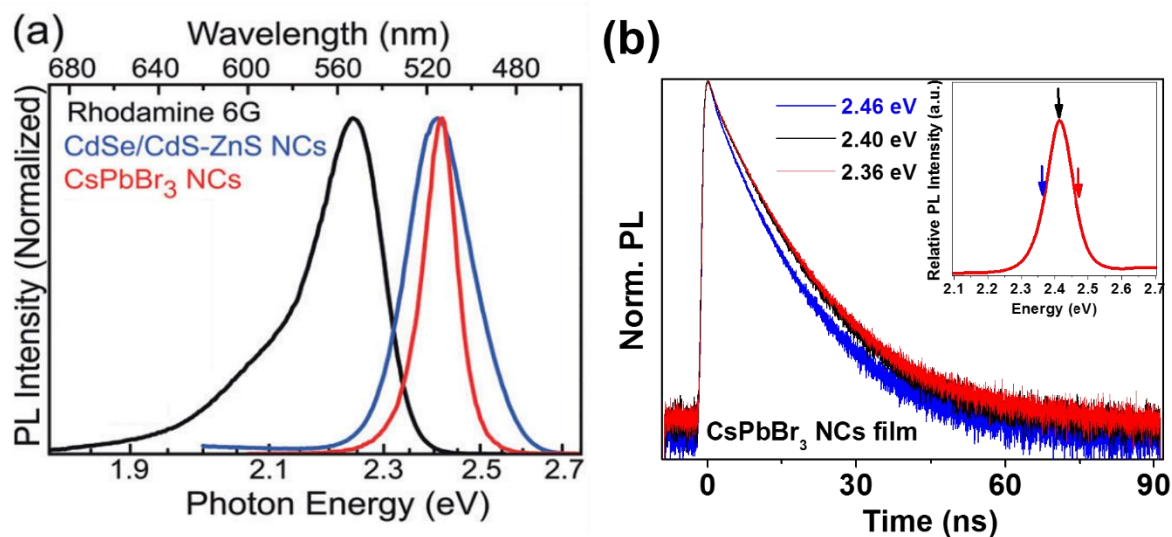 (a)
Wavelength (nm)
680 640 600 560 520 480
Rhodamine 6G
CdSe/CdS-ZnS NCs
CsPbBr3 NCs
PL Intensity (Normalized)
1.9 2.1 2.3 2.5 2.7
Photon Energy (eV)
(b)
2.46 eV
2.40 eV
2.36 eV
Norm. PL
CsPbBr3 NCs film
0 30 60 90
Time (ns)
Relative PL Intensity (a.u.)
2.1 2.2 2.3 2.4 2.5 2.6 2.7
Energy (eV)